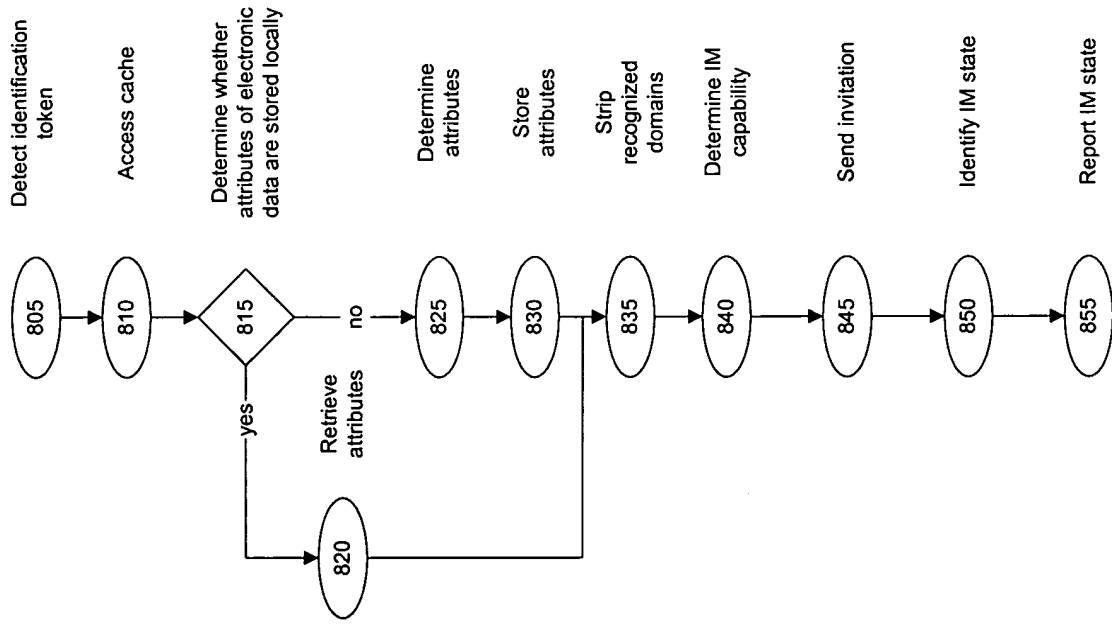 805
Detect identification
token
810
Access cache
815
Determine whether
attributes of electronic
data are stored locally
yes
no
820
Retrieve
attributes
825
Determine
attributes
830
Store
attributes
835
Strip
recognized
domains
840
Determine IM
capability
845
Send invitation
850
Identify IM state
855
Report IM state